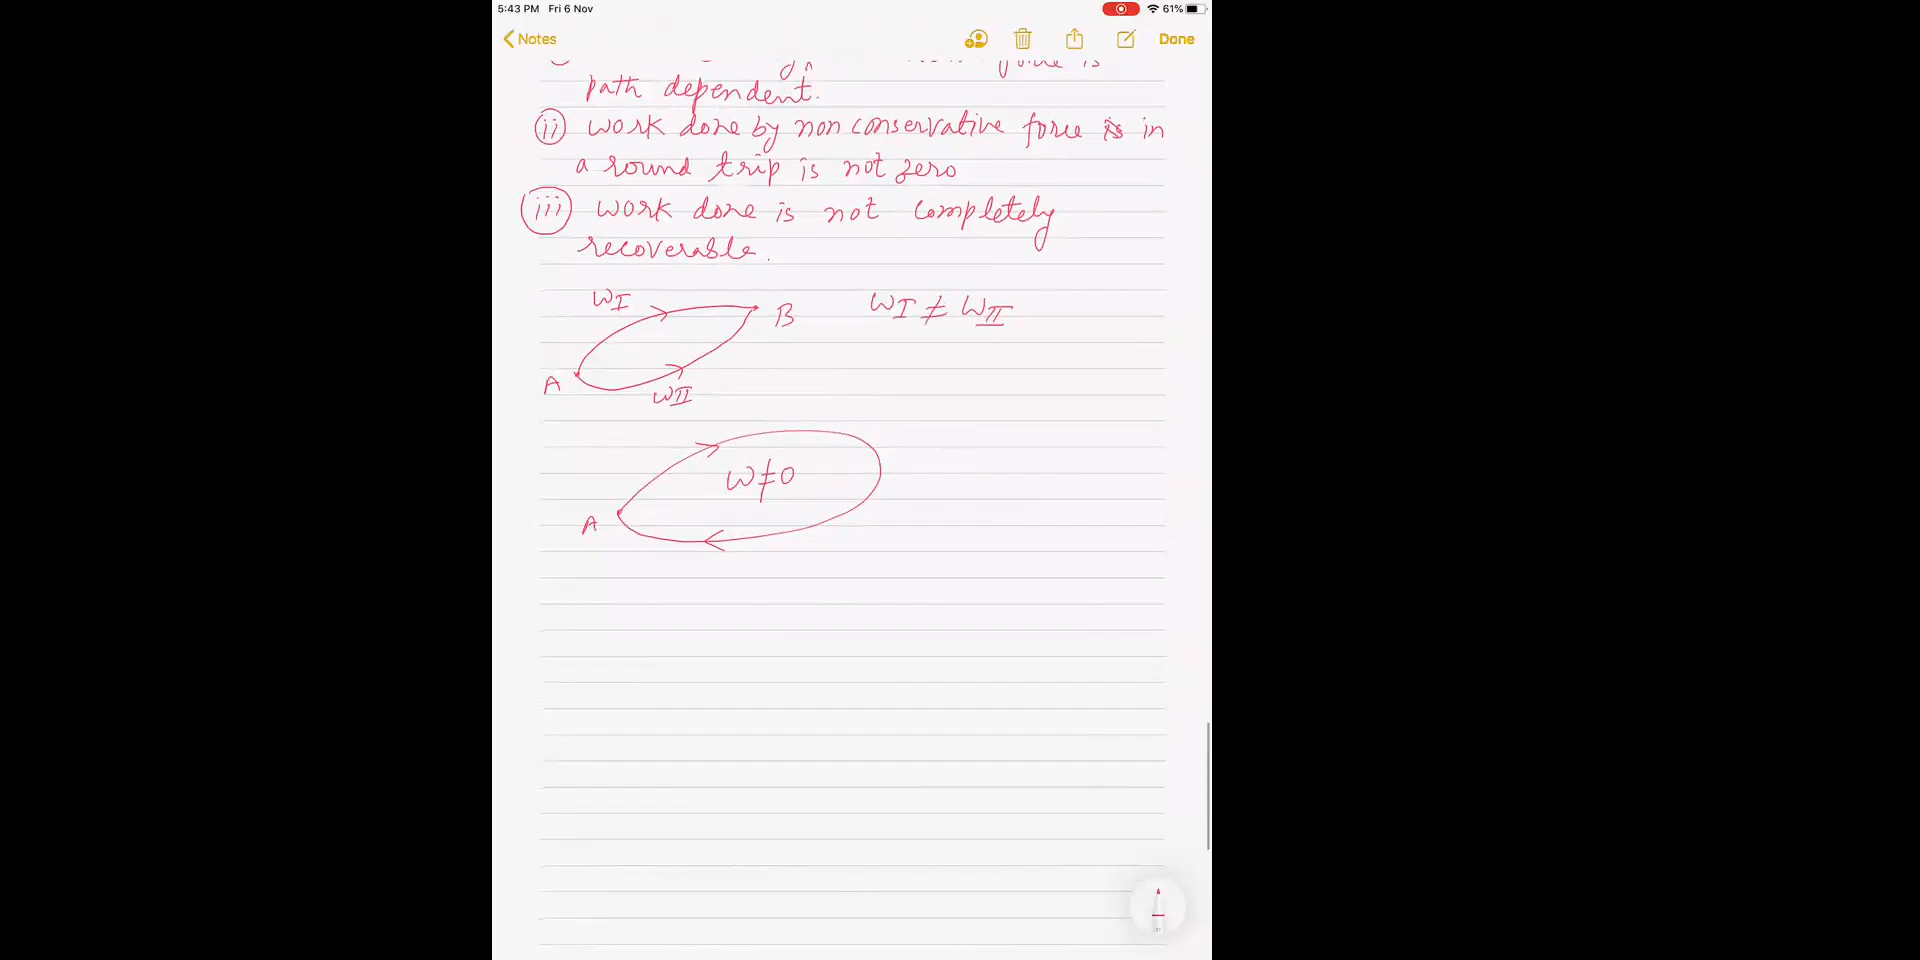 5:43 PM Fri 6 Nov
61%
Notes
Done
force is
path dependent.
(ii) work done by non conservative force in
a round trip is not zero
(iii) work done is not completely
recoverable.
WI
B
WI ≠ WII
A
WII
W≠0
A